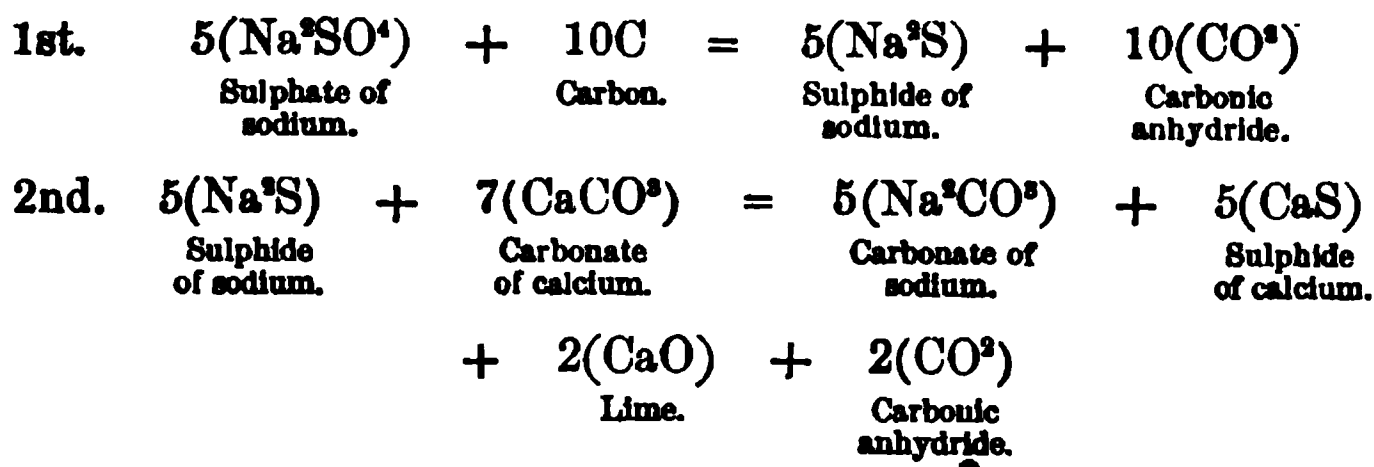 1st. 5(Na²SO⁴) + 10C = 5(Na²S) + 10(CO²)
Sulphate of sodium. Carbon. Sulphide of sodium. Carbonic anhydride.
2nd. 5(Na²S) + 7(CaCO³) = 5(Na²CO³) + 5(CaS)
Sulphide of sodium. Carbonate of calcium. Carbonate of sodium. Sulphide of calcium.
+ 2(CaO) + 2(CO²)
Lime. Carbonic anhydride.